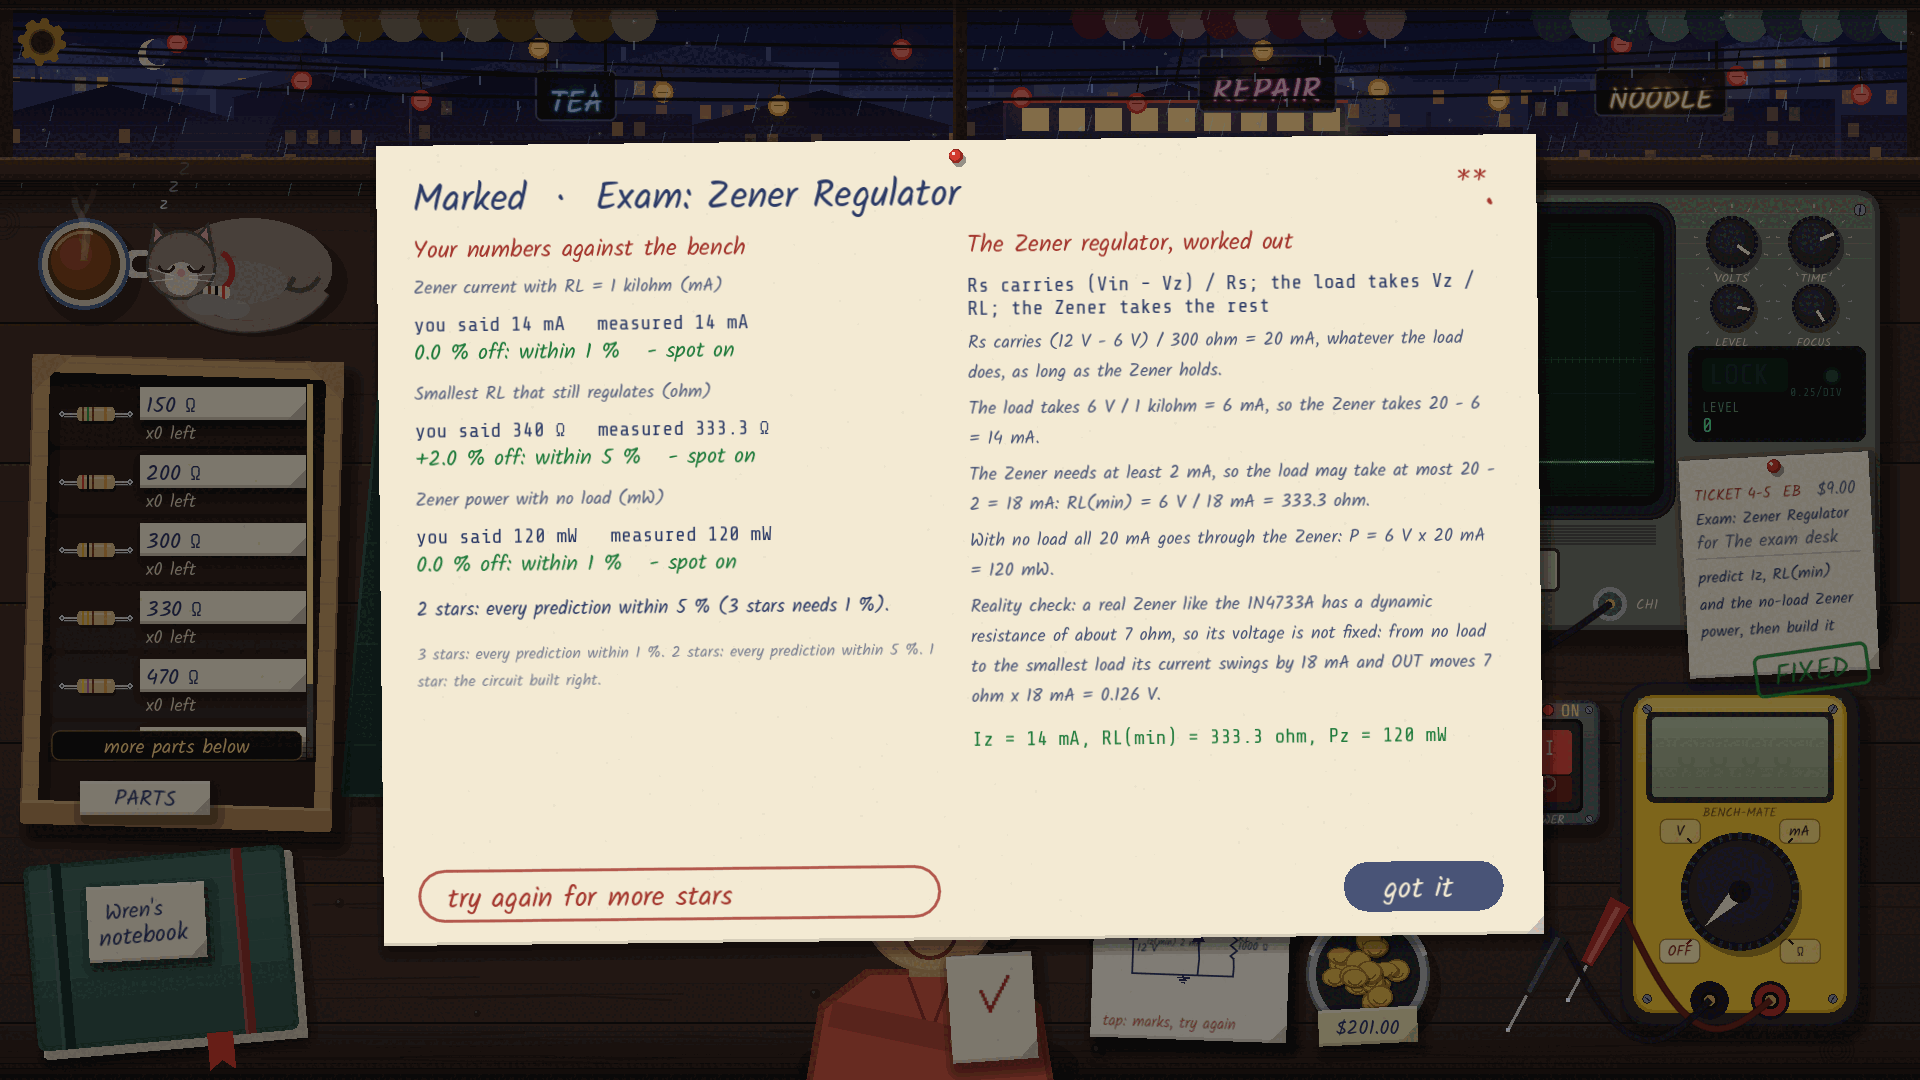 TEA
REPAIR
NOODLE
z
z
z
Marked · Exam: Zener Regulator
**
.
Your numbers against the bench
Zener current with RL = 1 kilohm (mA)
you said 14 mA measured 14 mA
0.0 % off: within 1 % - spot on
Smallest RL that still regulates (ohm)
you said 340 Ω measured 333.3 Ω
+2.0 % off: within 5 % - spot on
Zener power with no load (mW)
you said 120 mW measured 120 mW
0.0 % off: within 1 % - spot on
2 stars: every prediction within 5 % (3 stars needs 1 %).
3 stars: every prediction within 1 %. 2 stars: every prediction within 5 %. 1
star: the circuit built right.
try again for more stars
The Zener regulator, worked out
Rs carries (Vin - Vz) / Rs; the load takes Vz /
RL; the Zener takes the rest
Rs carries (12 V - 6 V) / 300 ohm = 20 mA, whatever the load
does, as long as the Zener holds.
The load takes 6 V / 1 kilohm = 6 mA, so the Zener takes 20 - 6
= 14 mA.
The Zener needs at least 2 mA, so the load may take at most 20 -
2 = 18 mA: RL(min) = 6 V / 18 mA = 333.3 ohm.
With no load all 20 mA goes through the Zener: P = 6 V x 20 mA
= 120 mW.
Reality check: a real Zener like the 1N4733A has a dynamic
resistance of about 7 ohm, so its voltage is not fixed: from no load
to the smallest load its current swings by 18 mA and OUT moves 7
ohm x 18 mA = 0.126 V.
Iz = 14 mA, RL(min) = 333.3 ohm, Pz = 120 mW
got it
150 Ω
x0 left
200 Ω
x0 left
300 Ω
x0 left
330 Ω
x0 left
470 Ω
x0 left
more parts below
PARTS
Wren's
notebook
VOLTS
TIME
LEVEL
FOCUS
LOCK
0.25/DIV
LEVEL
0
CH1
TICKET 4-5 EB $9.00
Exam: Zener Regulator
for The exam desk
predict Iz, RL(min)
and the no-load Zener
power, then build it
FIXED
ON
I
BENCH-MATE
V
mA
OFF
Ω
12 V
1000 Ω
tap: marks, try again
$201.00